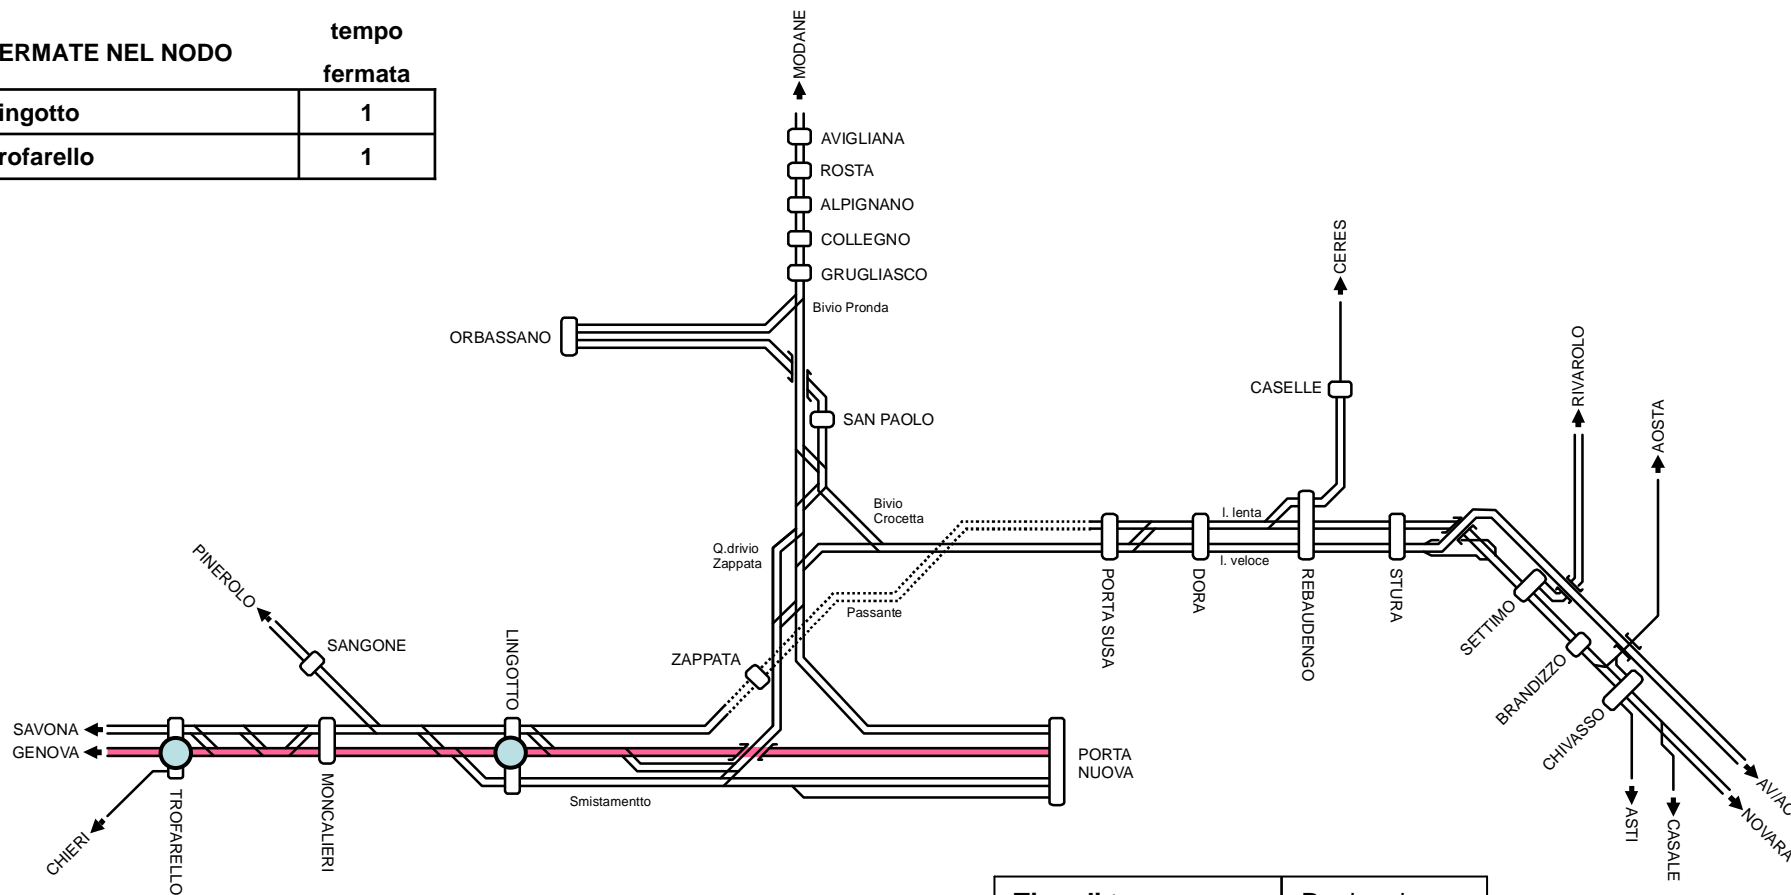 tempo
ERMATE NEL NODO
fermata
ingotto 1
rofarello 1
MODANE
AVIGLIANA
ROSTA
ALPIGNANO
COLLEGNO
GRUGLIASCO
Bivio Pronda
ORBASSANO
SAN PAOLO
CERES
CASELLE
RIVAROLO
AOSTA
Bivio
Crocetta
Q.drivio
Zappata
l. lenta
l. veloce
Passante
PORTA SUSA
DORA
REBAUDENGO
STURA
SETTIMO
BRANDIZZO
CHIVASSO
PINEROLO
SANGONE
LINGOTTO
ZAPPATA
SAVONA
GENOVA
PORTA
NUOVA
Smistamentto
MONCALIERI
TROFARELLO
CHIERI
ASTI
CASALE
NOVARA
AV/AC